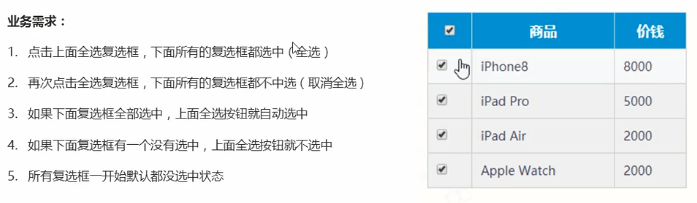 业务需求：
1. 点击上面全选复选框，下面所有的复选框都选中（全选）
2. 再次点击全选复选框，下面所有的复选框都不中选（取消全选）
3. 如果下面复选框全部选中，上面全选按钮就自动选中
4. 如果下面复选框有一个没有选中，上面全选按钮就不选中
5. 所有复选框一开始默认都没选中状态
商品 价钱
iPhone8 8000
iPad Pro 5000
iPad Air 2000
Apple Watch 2000